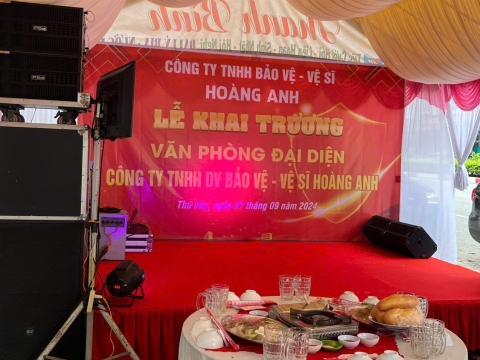 Thanh Bình
CÔNG TY TNHH BẢO VỆ - VỆ SĨ
HOÀNG ANH
LỄ KHAI TRƯƠNG
VĂN PHÒNG ĐẠI DIỆN
CÔNG TY TNHH DV BẢO VỆ - VỆ SĨ HOÀNG ANH
tháng 09 năm 2024